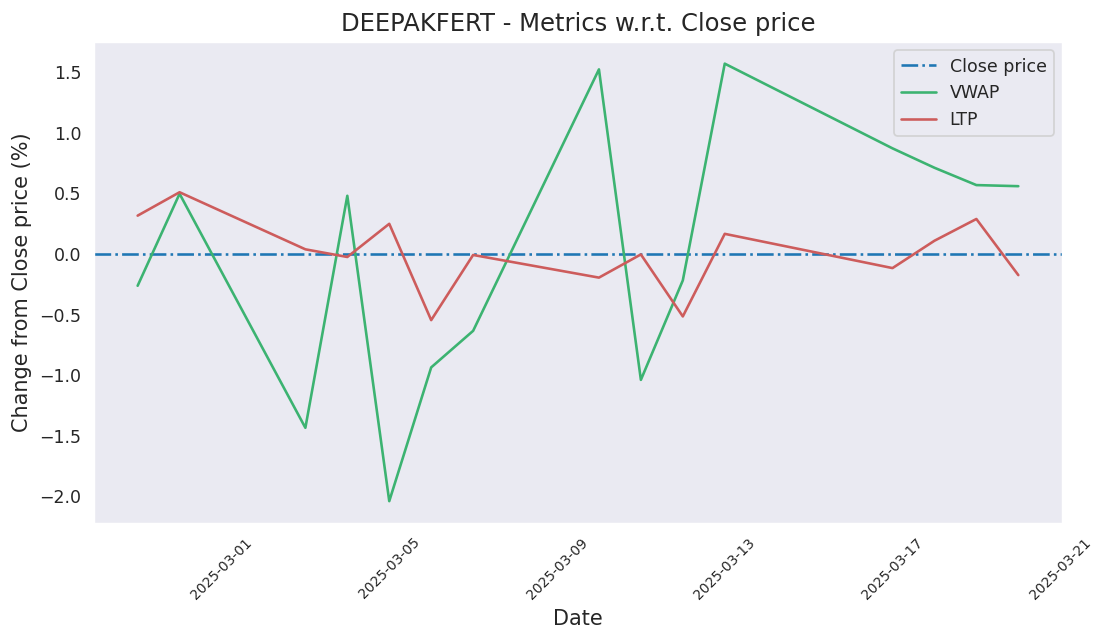 DEEPAKFERT - Metrics w.r.t. Close price
Change from Close price (%)
1.5
1.0
0.5
0.0
−0.5
−1.0
−1.5
−2.0
Close price
VWAP
LTP
2025-03-01
2025-03-05
2025-03-09
2025-03-13
2025-03-17
2025-03-21
Date